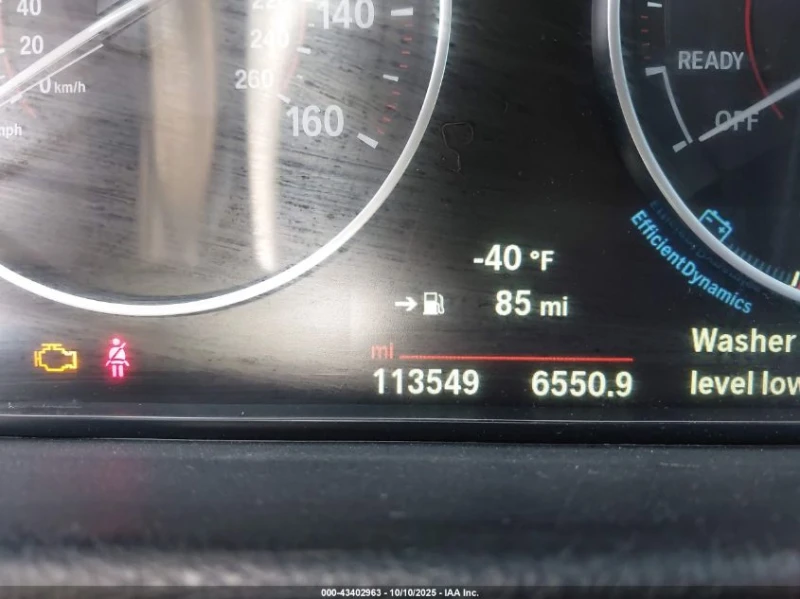 40
20
0 km/h
mph
220
240
260
140
160
READY
OFF
EfficientDynamics
-40 °F
85 mi
mi
113549 6550.9
Washer
level low
000-43402963 - 10/10/2025 - IAA Inc.